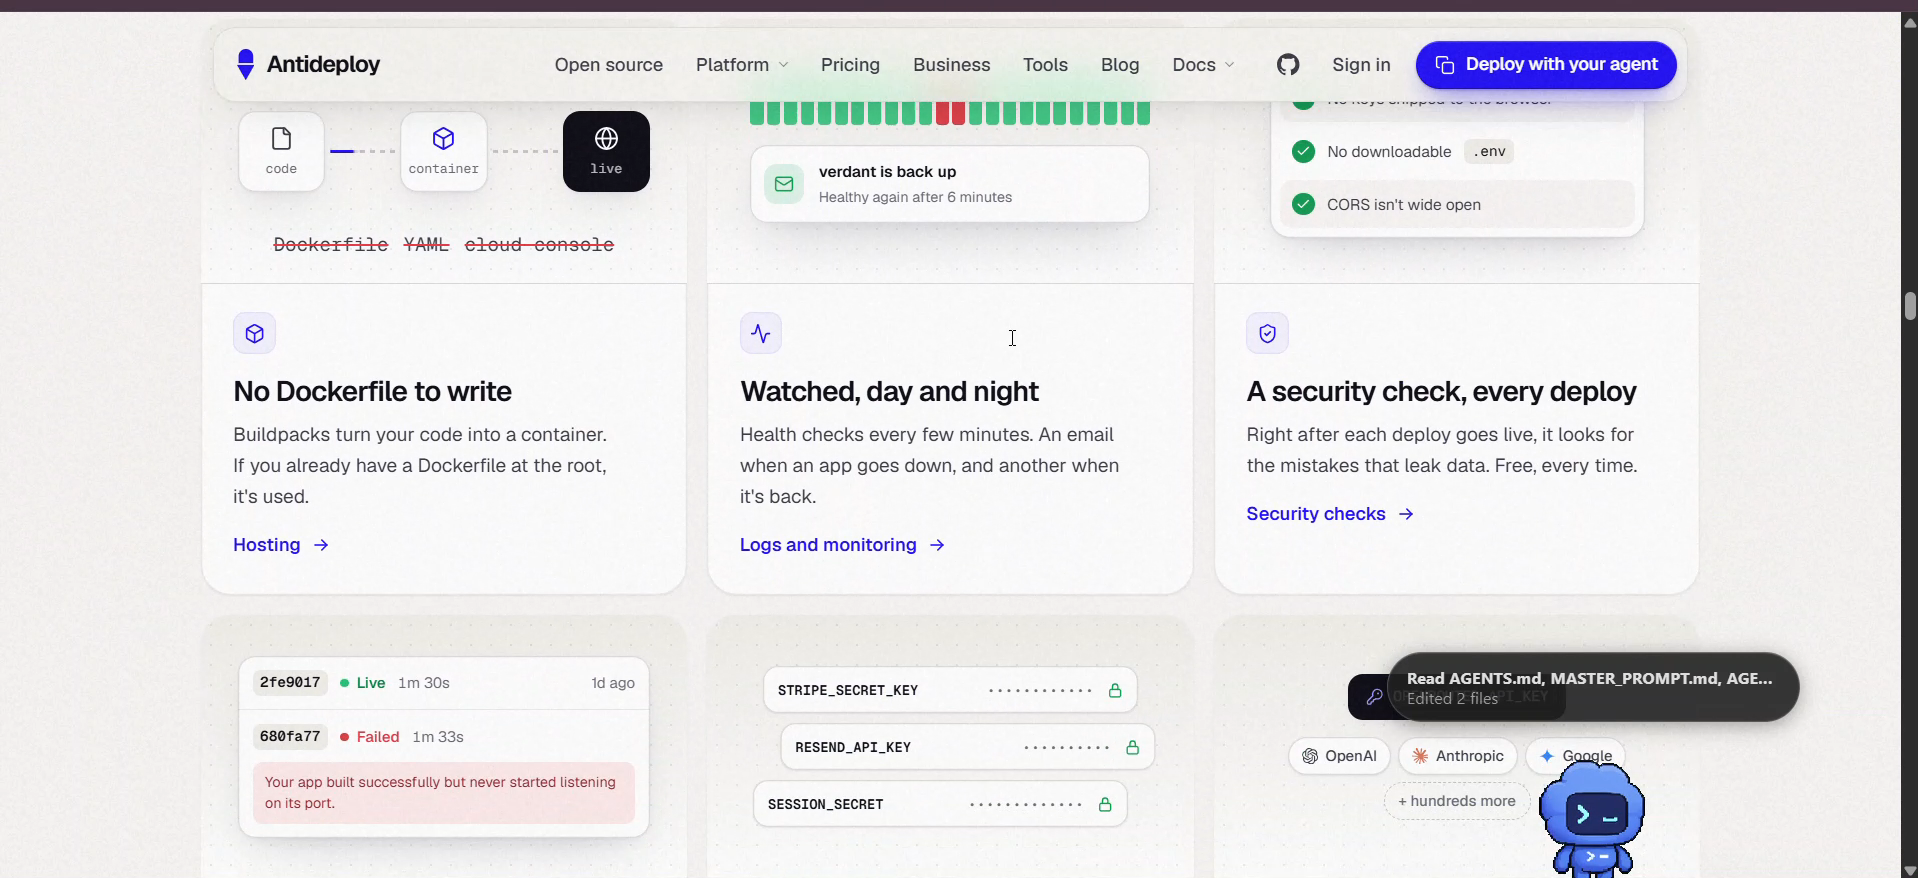 Antideploy
Open source
Platform
Pricing
Business
Tools
Blog
Docs
Sign in
Deploy with your agent
code
container
live
Dockerfile YAML cloud console
verdant is back up
Healthy again after 6 minutes
No downloadable .env
CORS isn't wide open
No Dockerfile to write
Buildpacks turn your code into a container.
If you already have a Dockerfile at the root,
it's used.
Hosting →
Watched, day and night
Health checks every few minutes. An email
when an app goes down, and another when
it's back.
Logs and monitoring →
A security check, every deploy
Right after each deploy goes live, it looks for
the mistakes that leak data. Free, every time.
Security checks →
2fe9017 Live 1m 30s 1d ago
680fa77 Failed 1m 33s
Your app built successfully but never started listening
on its port.
STRIPE_SECRET_KEY
RESEND_API_KEY
SESSION_SECRET
Read AGENTS.md, MASTER_PROMPT.md, AGE...
Edited 2 files
OpenAI
Anthropic
Google
+ hundreds more